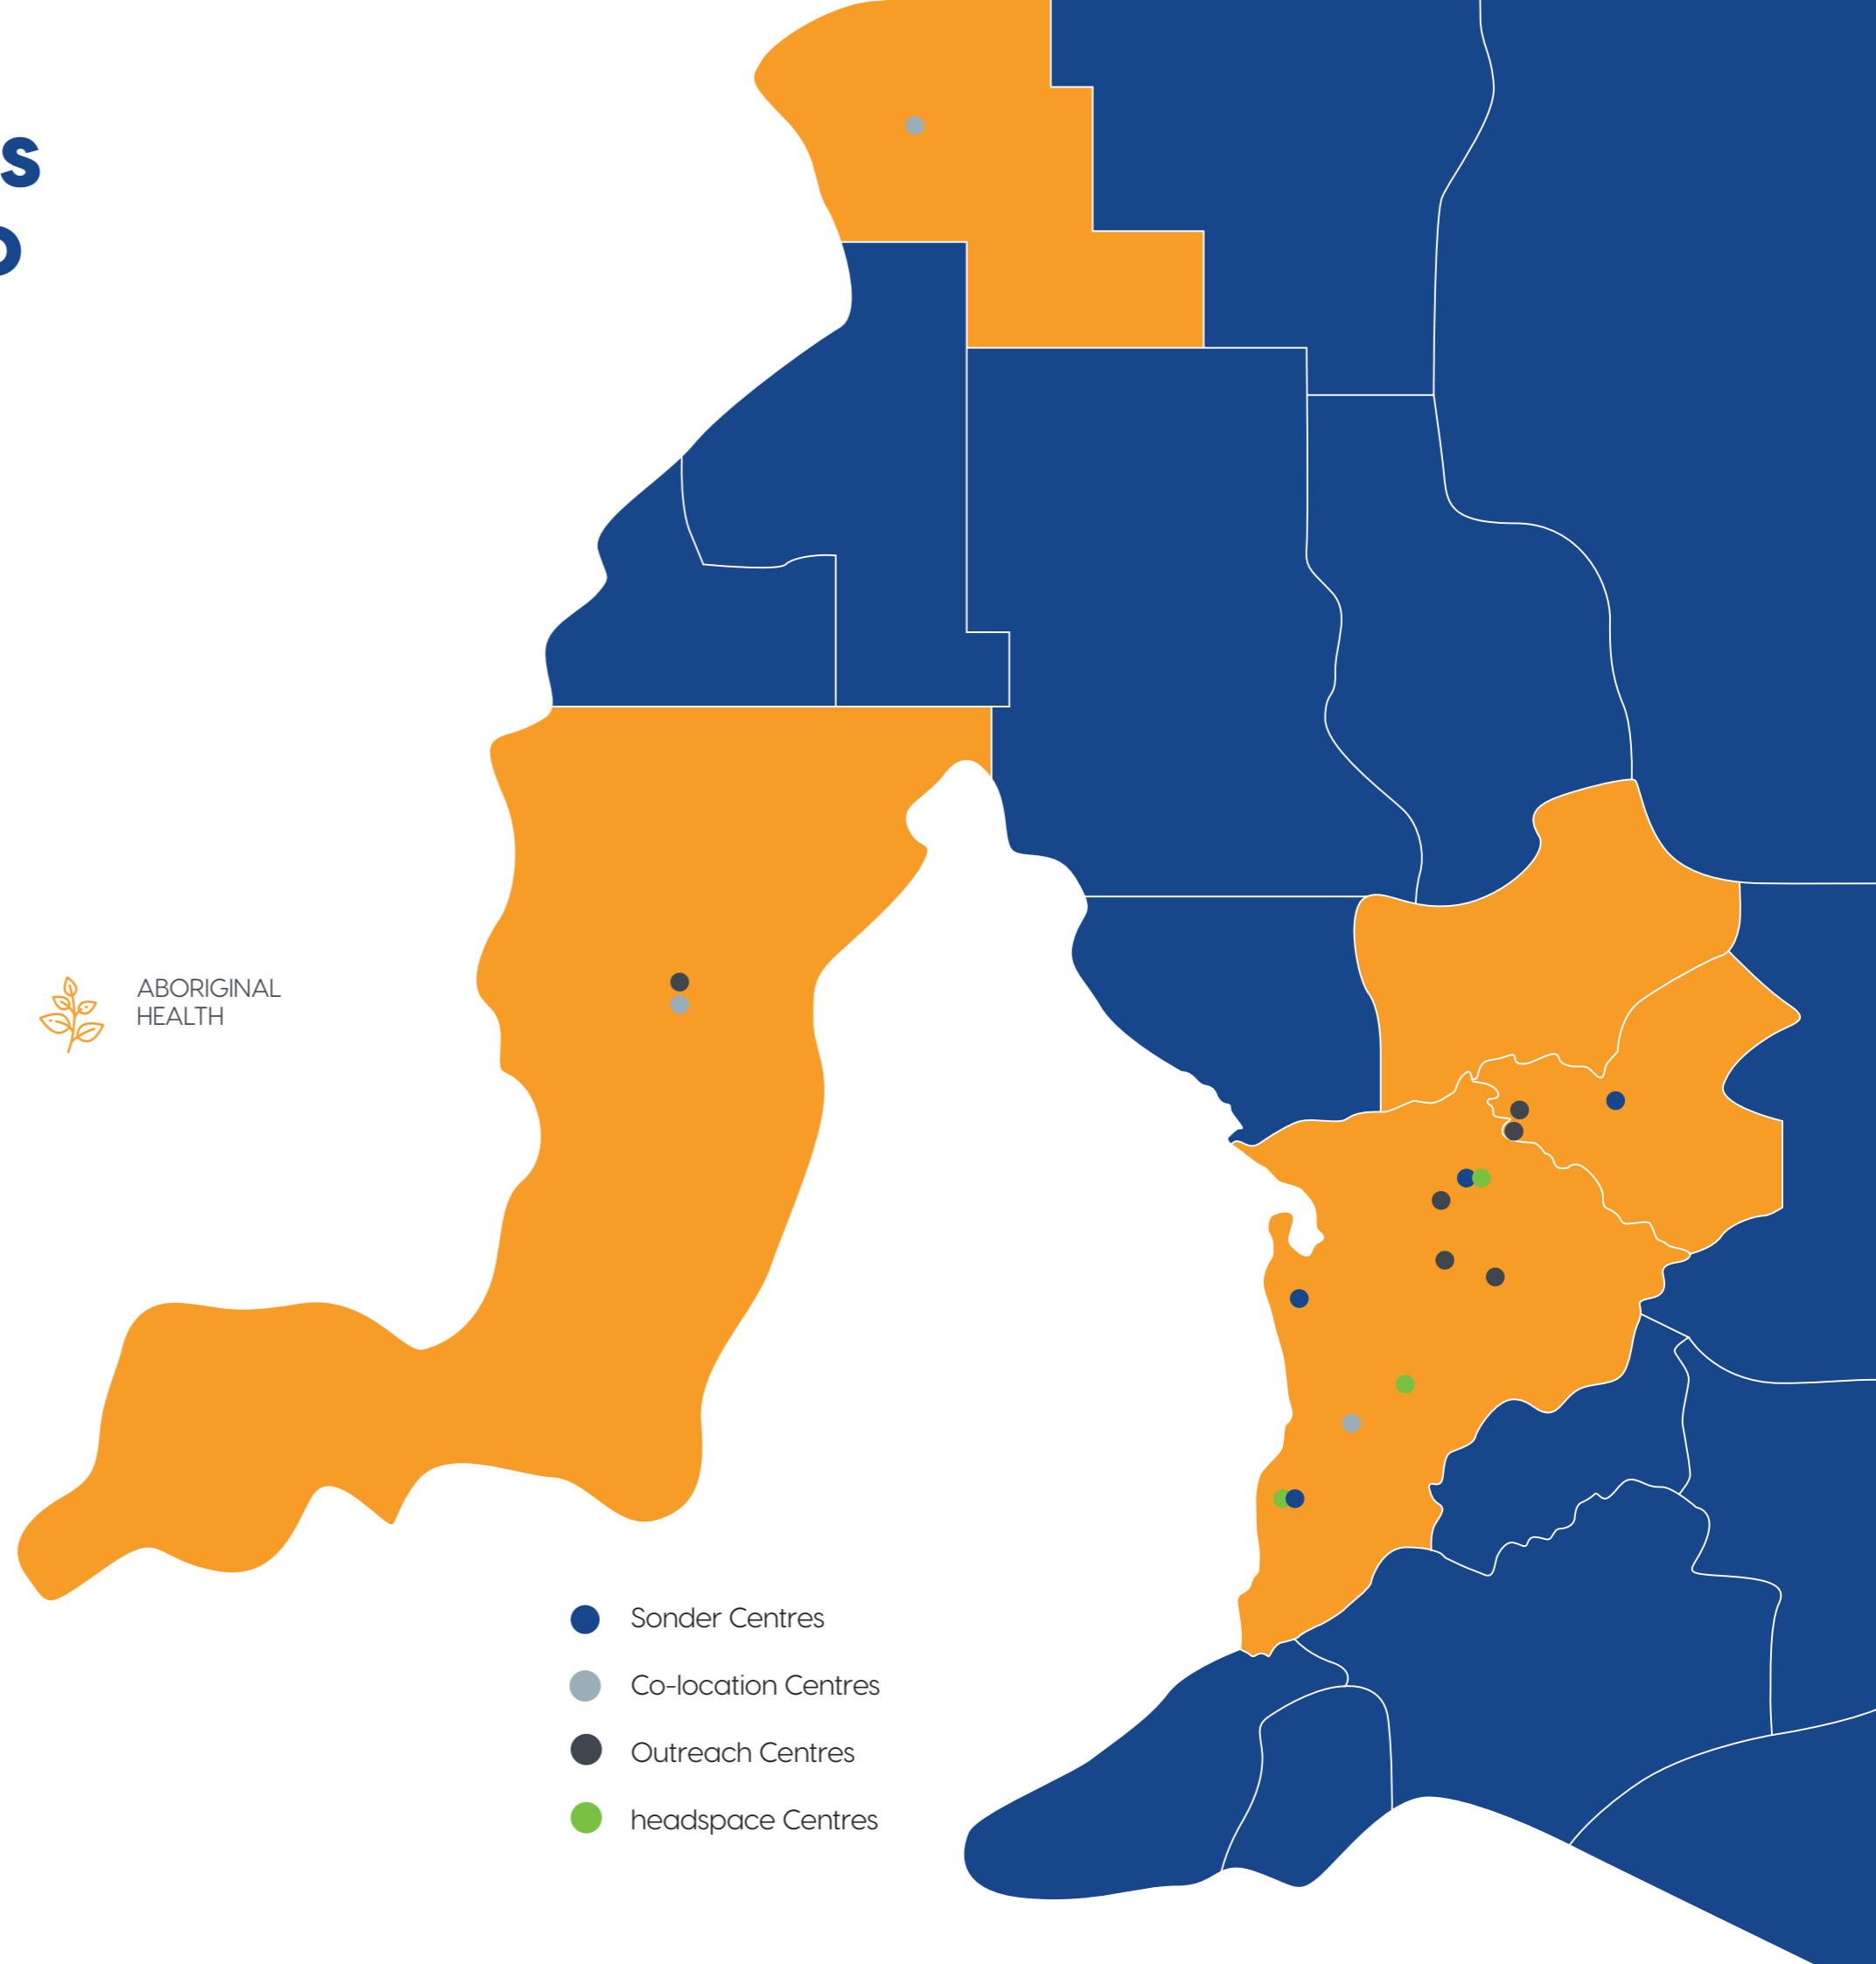 s
ABORIGINAL
HEALTH
Sonder Centres
Co-location Centres
Outreach Centres
headspace Centres